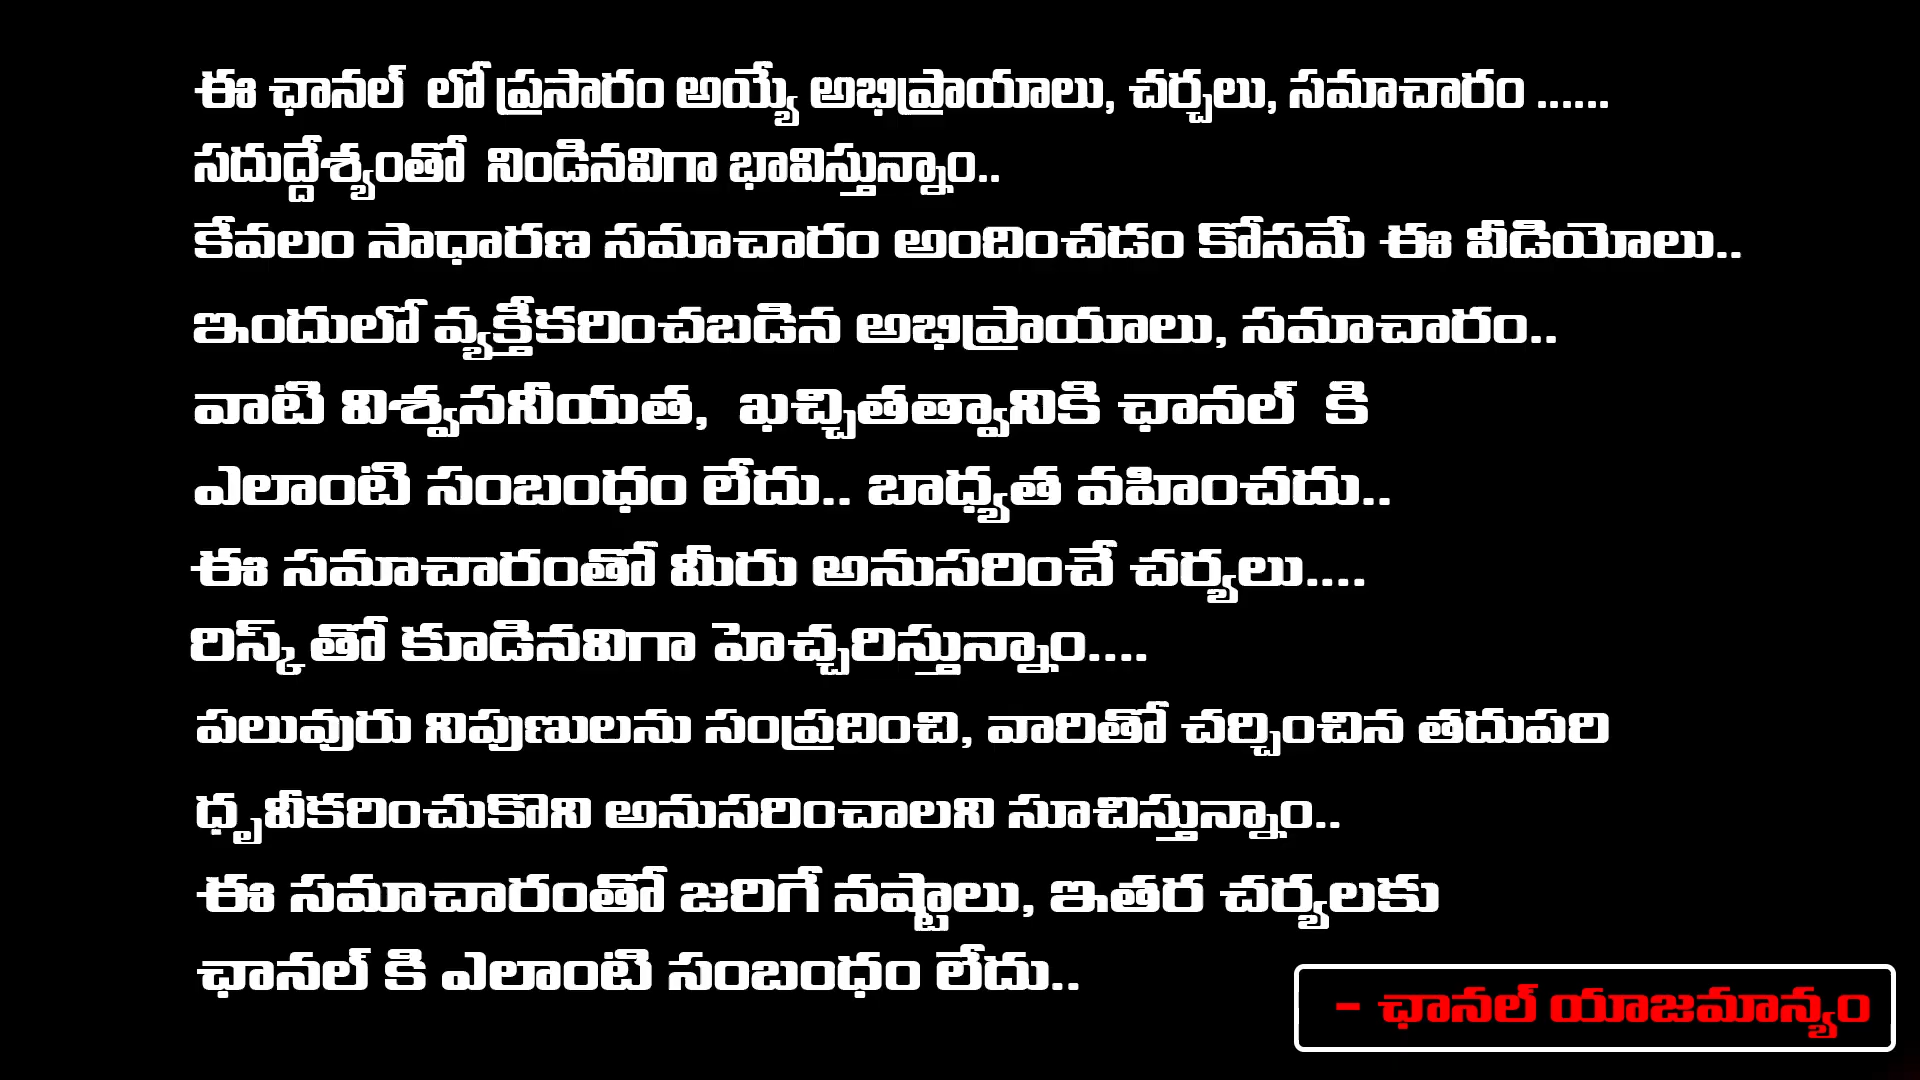 ఈ ఛానల్ లో ప్రసారం అయ్యే అభిప్రాయాలు, చర్చలు, సమాచారం ......
సదుద్దేశ్యంతో నిండినవిగా భావిస్తున్నాం..
కేవలం సాధారణ సమాచారం అందించడం కోసమే ఈ వీడియోలు..
ఇందులో వ్యక్తీకరించబడిన అభిప్రాయాలు, సమాచారం..
వాటి విశ్వసనీయత, ఖచ్చితత్వానికి ఛానల్ కి
ఎలాంటి సంబంధం లేదు.. బాధ్యత వహించదు..
ఈ సమాచారంతో మీరు అనుసరించే చర్యలు....
రిస్క్ తో కూడినవిగా హెచ్చరిస్తున్నాం....
పలువురు నిపుణులను సంప్రదించి, వారితో చర్చించిన తదుపరి
ధృవీకరించుకొని అనుసరించాలని సూచిస్తున్నాం..
ఈ సమాచారంతో జరిగే నష్టాలు, ఇతర చర్యలకు
ఛానల్ కి ఎలాంటి సంబంధం లేదు..
- ఛానల్ యాజమాన్యం